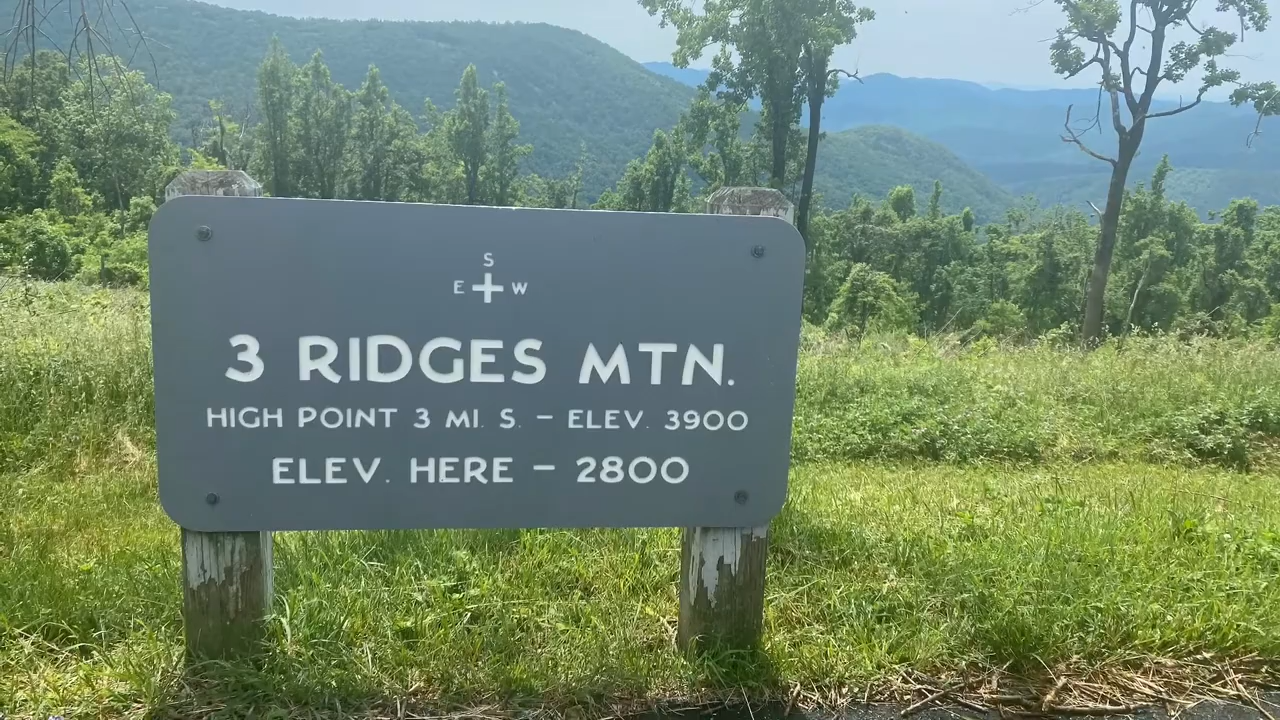 S
E W
3 RIDGES MTN.
HIGH POINT 3 MI. S. – ELEV. 3900
ELEV. HERE – 2800